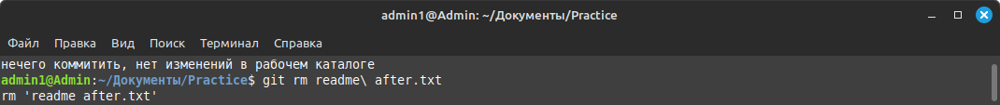 admin1@Admin: ~/Документы/Practice
Файл Правка Вид Поиск Терминал Справка
нечего коммитить, нет изменений в рабочем каталоге
admin1@Admin:~/Документы/Practice$ git rm readme\ after.txt
rm 'readme after.txt'